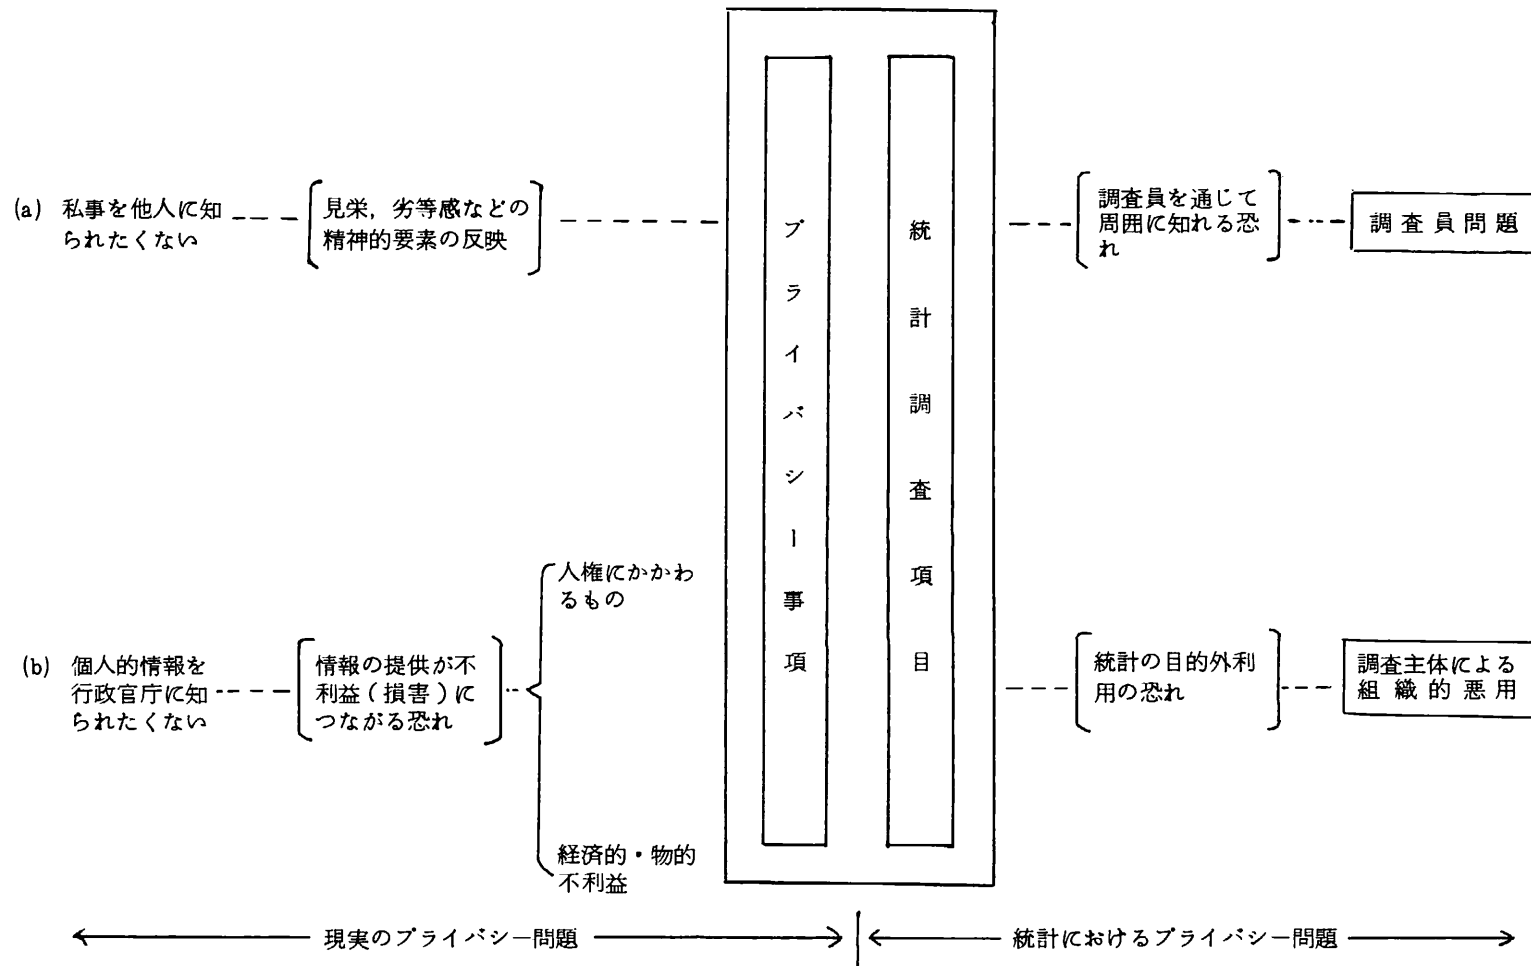 (a) 私事を他人に知
られたくない
見栄，劣等感などの
精神的要素の反映
プライバシー事項
統計調査項目
調査員を通じて
周囲に知れる恐
れ
調査員問題
(b) 個人的情報を
行政官庁に知
られたくない
情報の提供が不
利益（損害）に
つながる恐れ
人権にかかわ
るもの
経済的・物的
不利益
統計の目的外利
用の恐れ
調査主体による
組織的悪用
現実のプライバシー問題
統計におけるプライバシー問題